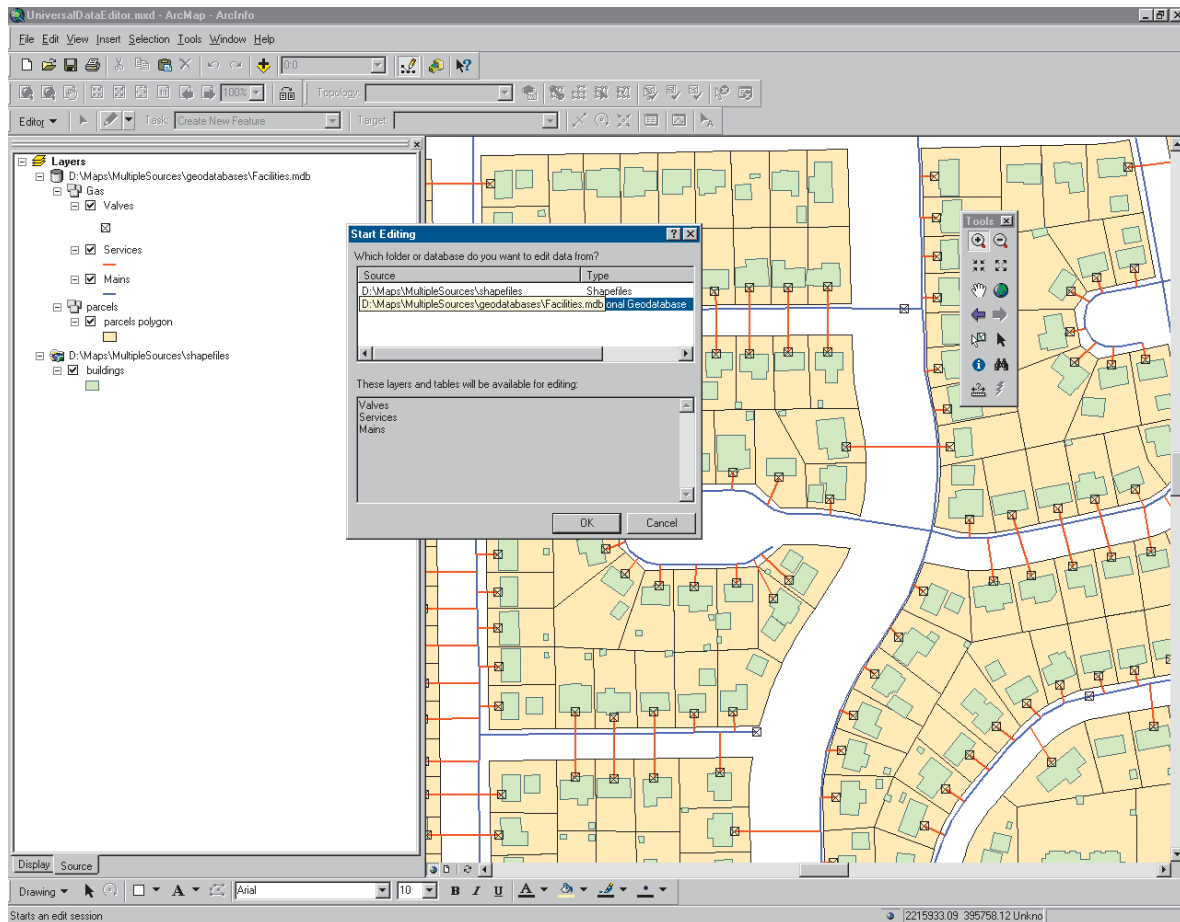 UniversalDataEditor.mxd - ArcMap - ArcInfo
File Edit View Insert Selection Tools Window Help
0:0
100% Topology:
Editor Task: Create New Feature Target:
Layers
D:\Maps\MultipleSources\geodatabases\Facilities.mdb
Gas
Valves
Services
Mains
parcels
parcels polygon
D:\Maps\MultipleSources\shapefiles
buildings
Start Editing
Which folder or database do you want to edit data from?
Source Type
D:\Maps\MultipleSources\shapefiles Shapefiles
D:\Maps\MultipleSources\geodatabases\Facilities.mdb onal Geodatabase
These layers and tables will be available for editing:
Valves
Services
Mains
OK Cancel
Tools
Display Source
Drawing A Arial 10 B I U A
Starts an edit session 2215933.09 395758.12 Unkno